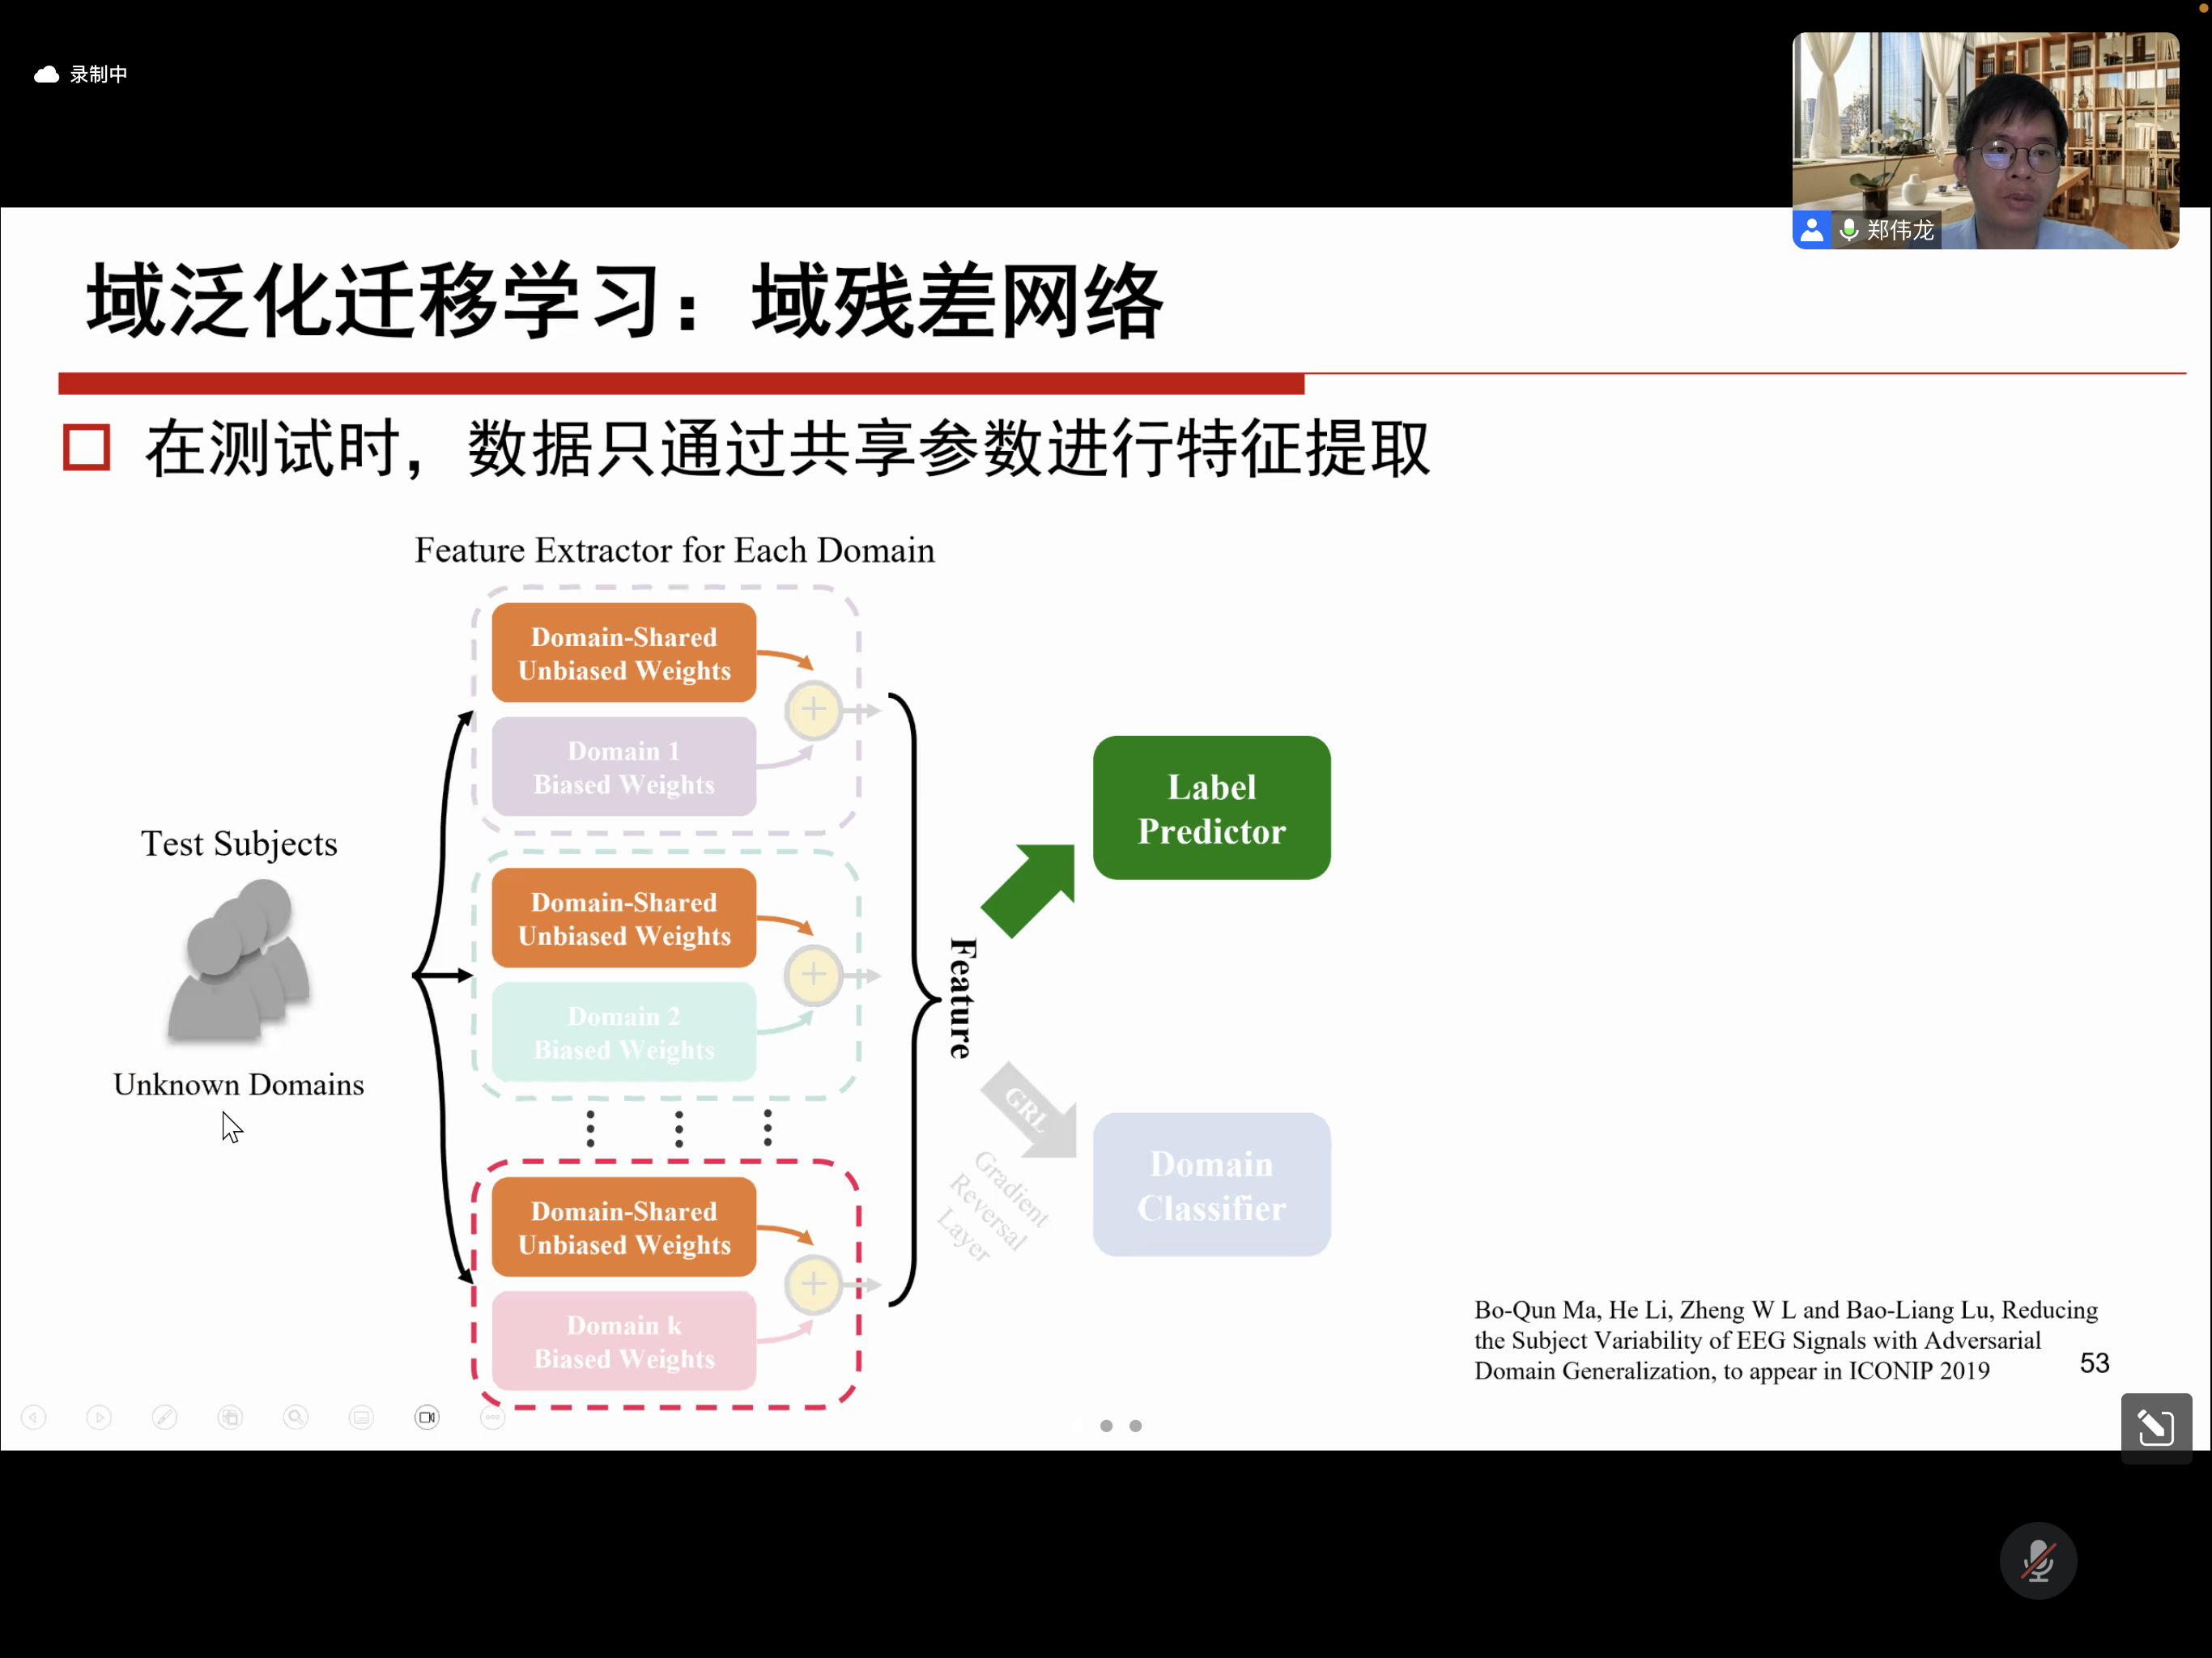 录制中
郑伟龙
域泛化迁移学习：域残差网络
在测试时，数据只通过共享参数进行特征提取
Feature Extractor for Each Domain
Domain-Shared
Unbiased Weights
Domain 1
Biased Weights
Test Subjects
Unknown Domains
Domain-Shared
Unbiased Weights
Domain 2
Biased Weights
Domain-Shared
Unbiased Weights
Domain k
Biased Weights
Feature
Label
Predictor
GRL
Gradient
Reversal
Layer
Domain
Classifier
Bo-Qun Ma, He Li, Zheng W L and Bao-Liang Lu, Reducing
the Subject Variability of EEG Signals with Adversarial
Domain Generalization, to appear in ICONIP 2019
53